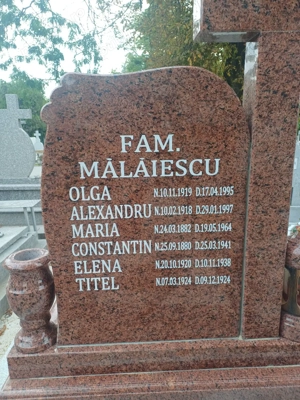 FAM.
MĂLĂIESCU
OLGA N.10.11.1919 D.17.04.1995
ALEXANDRU N.10.02.1918 D.29.01.1997
MARIA N.24.03.1882 D.19.05.1964
CONSTANTIN N.25.09.1880 D.25.03.1941
ELENA N.20.10.1920 D.10.11.1938
TITEL N.07.03.1924 D.09.12.1924